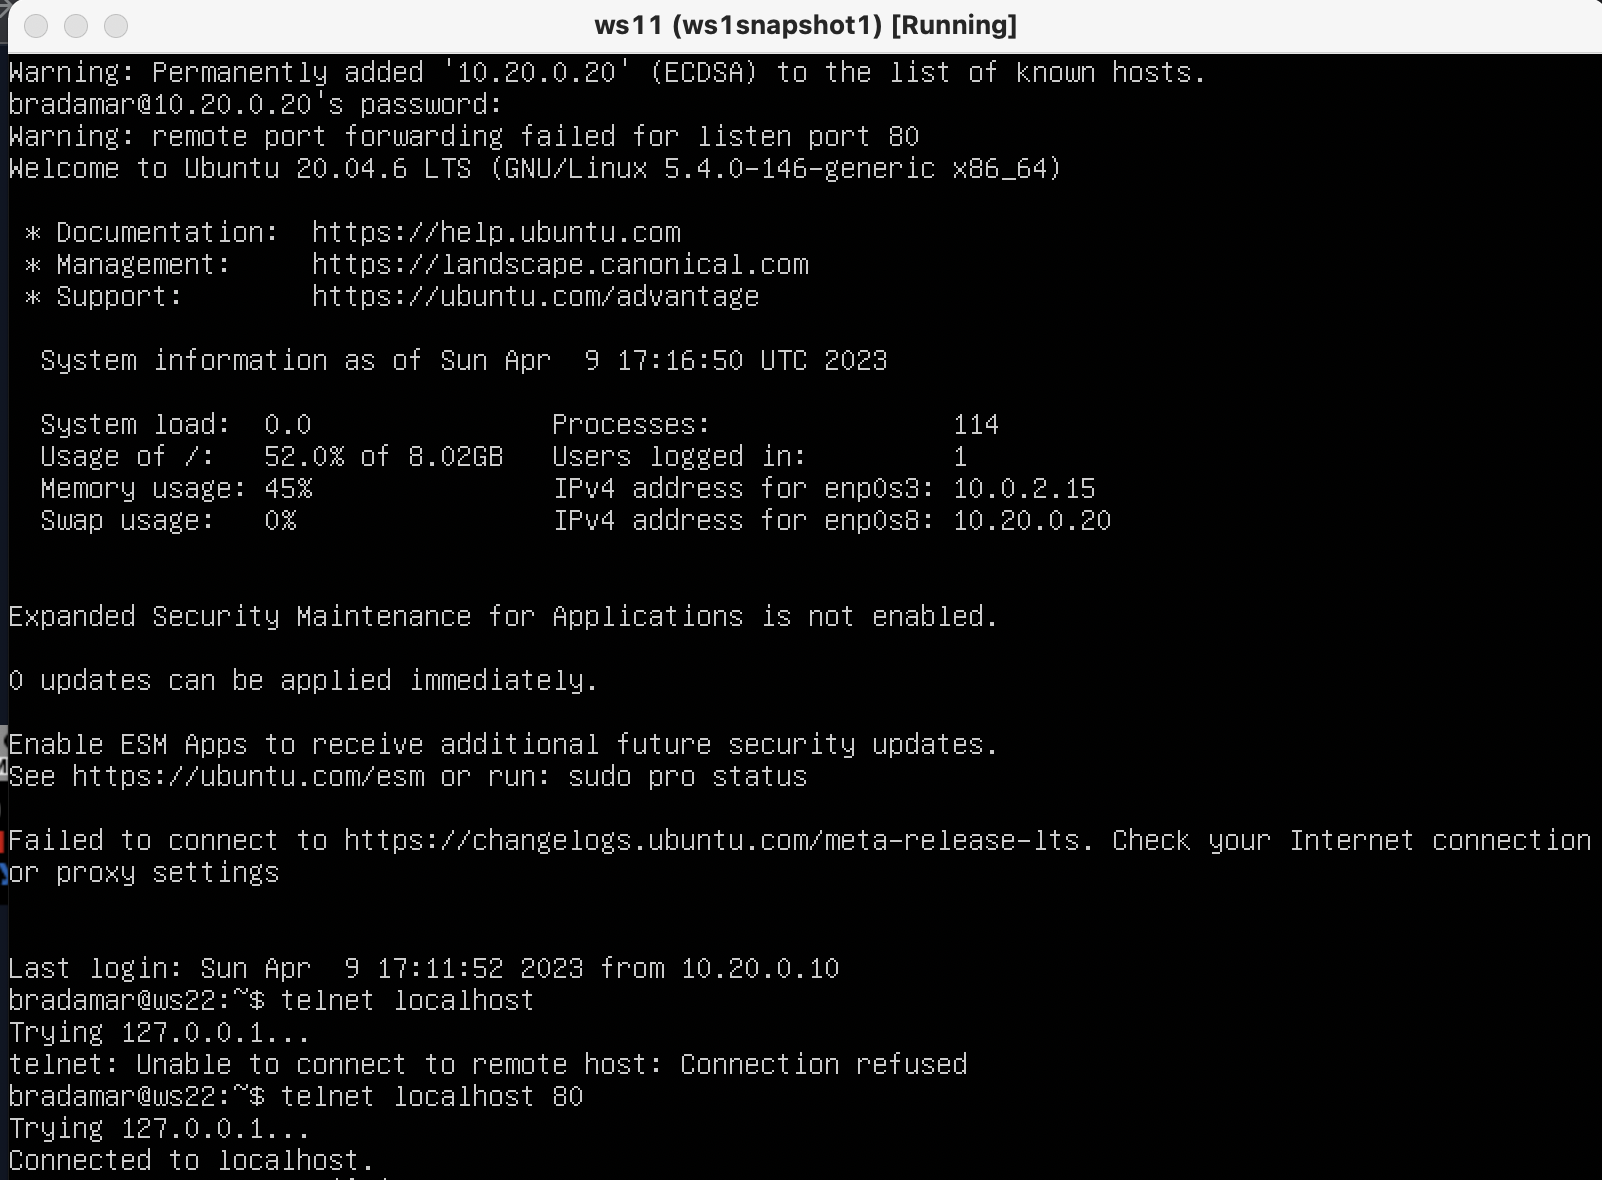 ws11 (ws1snapshot1) [Running]
Warning: Permanently added '10.20.0.20' (ECDSA) to the list of known hosts.
bradamar@10.20.0.20's password:
Warning: remote port forwarding failed for listen port 80
Welcome to Ubuntu 20.04.6 LTS (GNU/Linux 5.4.0-146-generic x86_64)
* Documentation:  https://help.ubuntu.com
* Management:     https://landscape.canonical.com
* Support:        https://ubuntu.com/advantage
System information as of Sun Apr  9 17:16:50 UTC 2023
System load:  0.0               Processes:               114
Usage of /:   52.0% of 8.02GB   Users logged in:         1
Memory usage: 45%               IPv4 address for enp0s3: 10.0.2.15
Swap usage:   0%                IPv4 address for enp0s8: 10.20.0.20
Expanded Security Maintenance for Applications is not enabled.
0 updates can be applied immediately.
Enable ESM Apps to receive additional future security updates.
See https://ubuntu.com/esm or run: sudo pro status
Failed to connect to https://changelogs.ubuntu.com/meta-release-lts. Check your Internet connection
or proxy settings
Last login: Sun Apr  9 17:11:52 2023 from 10.20.0.10
bradamar@ws22:~$ telnet localhost
Trying 127.0.0.1...
telnet: Unable to connect to remote host: Connection refused
bradamar@ws22:~$ telnet localhost 80
Trying 127.0.0.1...
Connected to localhost.